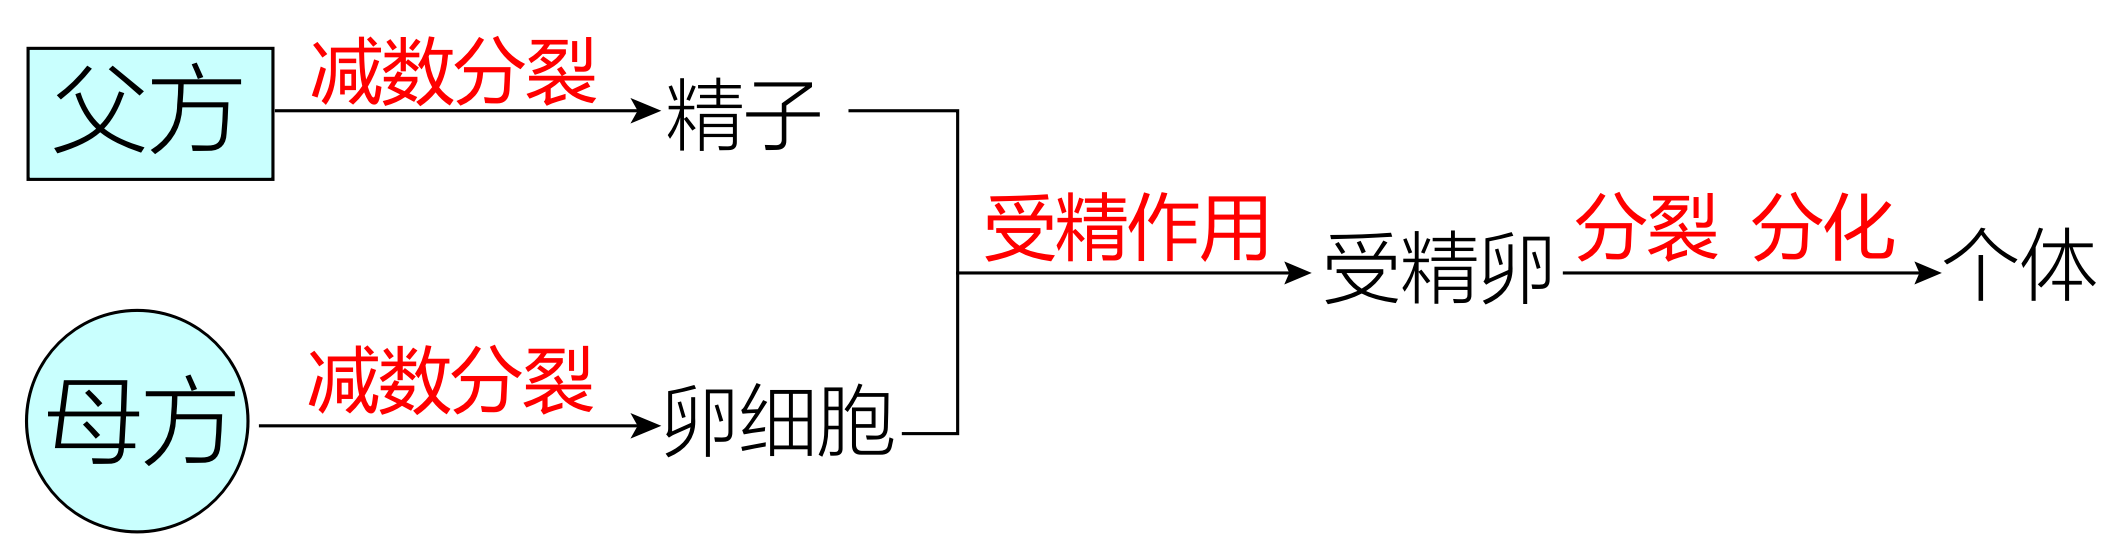 父方
减数分裂
精子
母方
减数分裂
卵细胞
受精作用
受精卵
分裂 分化
个体